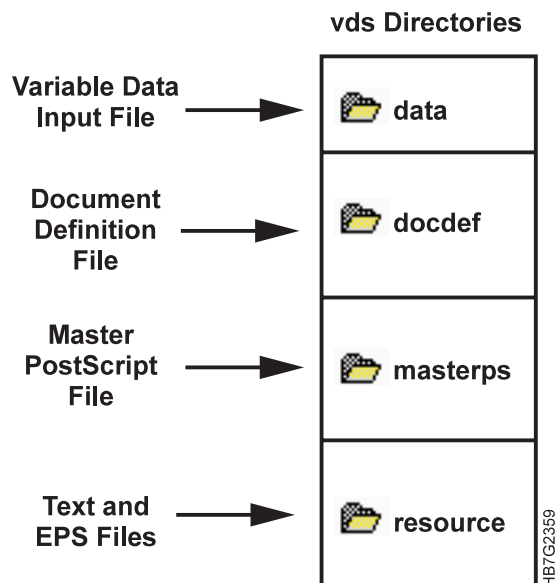 vds Directories
Variable Data
Input File
data
Document
Definition
File
docdef
Master
PostScript
File
masterps
Text and
EPS Files
resource
HB7G2359